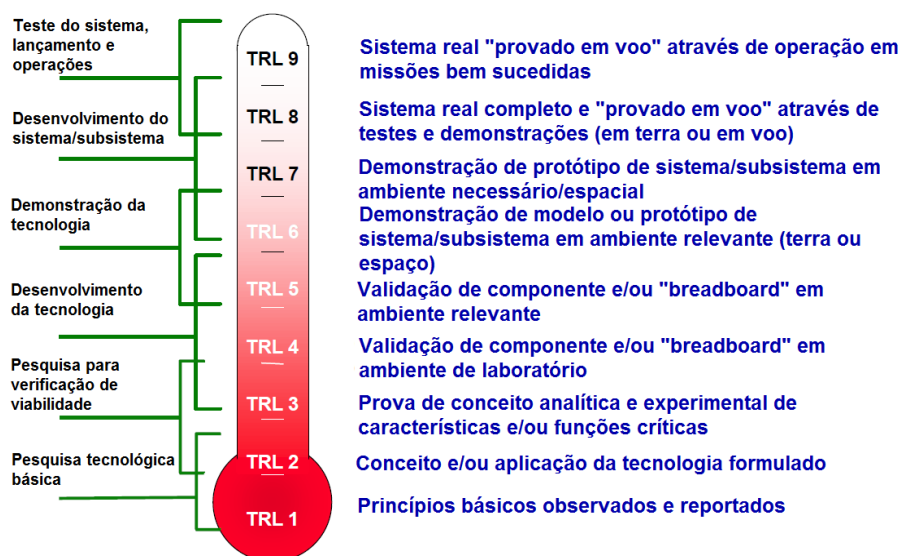 Teste do sistema,
lançamento e
operações
TRL 9
Sistema real "provado em voo" através de operação em
missões bem sucedidas
Desenvolvimento do
sistema/subsistema
TRL 8
Sistema real completo e "provado em voo" através de
testes e demonstrações (em terra ou em voo)
TRL 7
Demonstração de protótipo de sistema/subsistema em
ambiente necessário/espacial
Demonstração da
tecnologia
TRL 6
Demonstração de modelo ou protótipo de
sistema/subsistema em ambiente relevante (terra ou
espaço)
Desenvolvimento
da tecnologia
TRL 5
Validação de componente e/ou "breadboard" em
ambiente relevante
TRL 4
Validação de componente e/ou "breadboard" em
ambiente de laboratório
Pesquisa para
verificação de
viabilidade
TRL 3
Prova de conceito analítica e experimental de
características e/ou funções críticas
Pesquisa tecnológica
básica
TRL 2
Conceito e/ou aplicação da tecnologia formulado
TRL 1
Princípios básicos observados e reportados